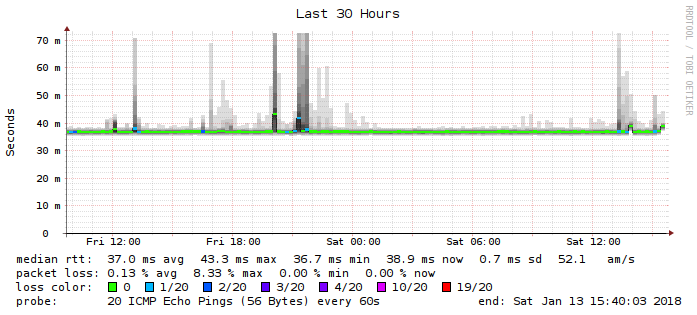 Last 30 Hours
RRDTOOL / TOBI OETIKER
Seconds
70 m
60 m
50 m
40 m
30 m
20 m
10 m
0
Fri 12:00 Fri 18:00 Sat 00:00 Sat 06:00 Sat 12:00
median rtt: 37.0 ms avg 43.3 ms max 36.7 ms min 38.9 ms now 0.7 ms sd 52.1 am/s
packet loss: 0.13 % avg 8.33 % max 0.00 % min 0.00 % now
loss color: 0 1/20 2/20 3/20 4/20 10/20 19/20
probe: 20 ICMP Echo Pings (56 Bytes) every 60s end: Sat Jan 13 15:40:03 2018